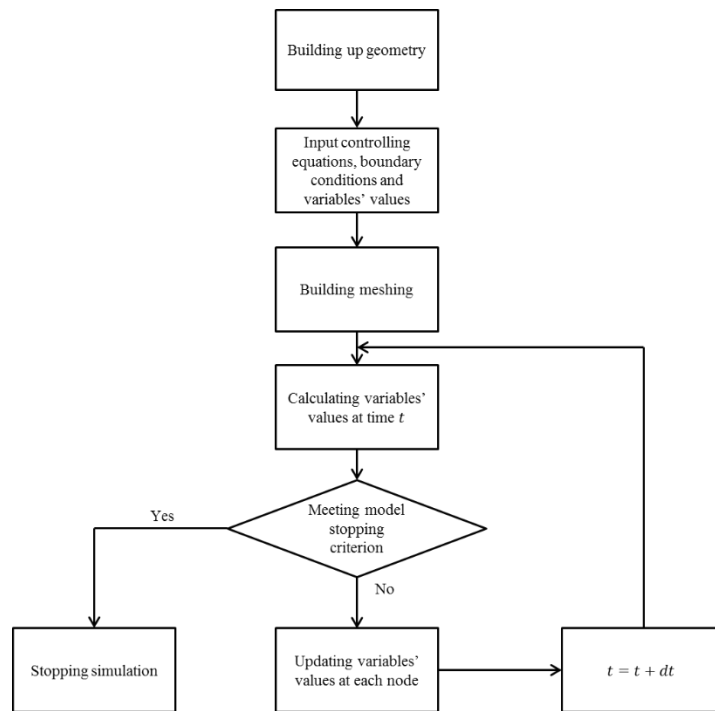 Building up geometry
Input controlling
equations, boundary
conditions and
variables’ values
Building meshing
Calculating variables’
values at time t
Meeting model
stopping
criterion
Yes
No
Stopping simulation
Updating variables’
values at each node
t = t + dt